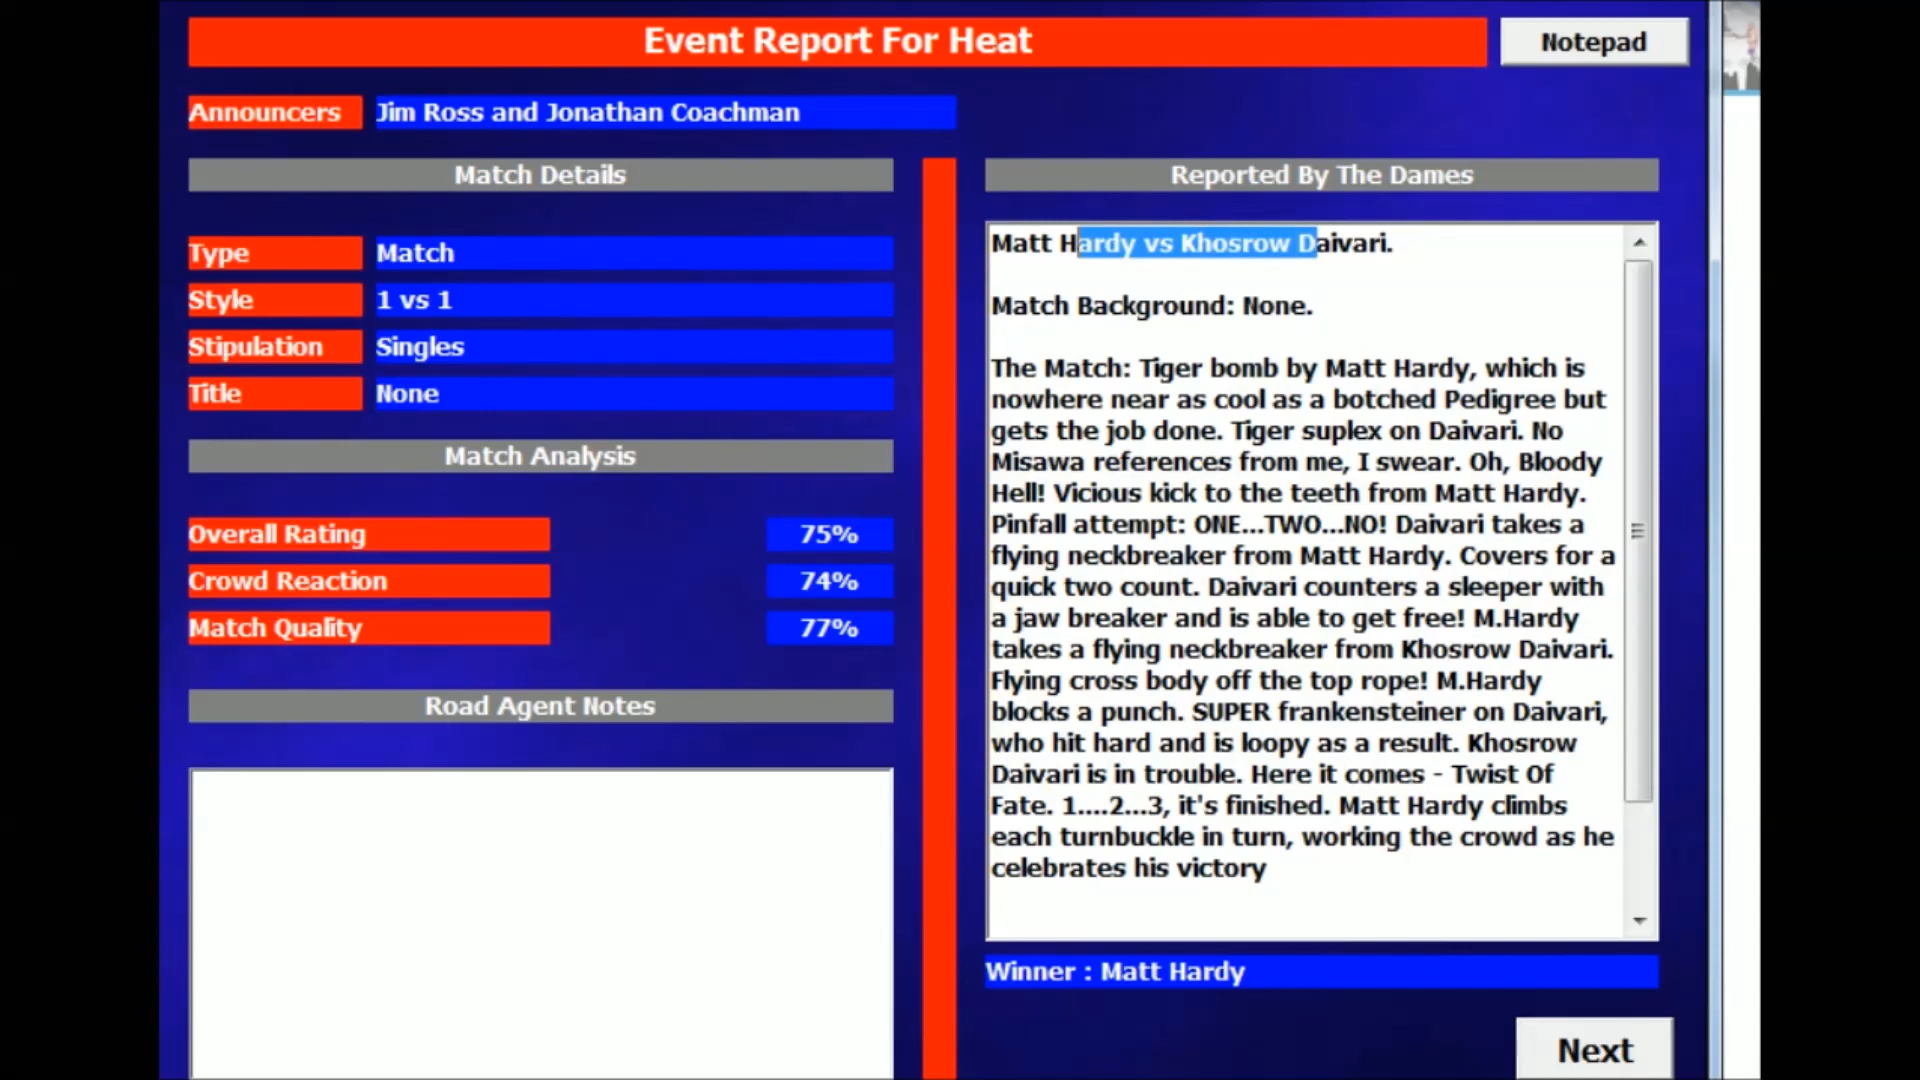 Event Report For Heat
Notepad
Announcers
Jim Ross and Jonathan Coachman
Match Details
Type
Match
Style
1 vs 1
Stipulation
Singles
Title
None
Match Analysis
Overall Rating
75%
Crowd Reaction
74%
Match Quality
77%
Road Agent Notes
Reported By The Dames
Matt Hardy vs Khosrow Daivari.
Match Background: None.
The Match: Tiger bomb by Matt Hardy, which is
nowhere near as cool as a botched Pedigree but
gets the job done. Tiger suplex on Daivari. No
Misawa references from me, I swear. Oh, Bloody
Hell! Vicious kick to the teeth from Matt Hardy.
Pinfall attempt: ONE...TWO...NO! Daivari takes a
flying neckbreaker from Matt Hardy. Covers for a
quick two count. Daivari counters a sleeper with
a jaw breaker and is able to get free! M.Hardy
takes a flying neckbreaker from Khosrow Daivari.
Flying cross body off the top rope! M.Hardy
blocks a punch. SUPER frankensteiner on Daivari,
who hit hard and is loopy as a result. Khosrow
Daivari is in trouble. Here it comes - Twist Of
Fate. 1....2...3, it's finished. Matt Hardy climbs
each turnbuckle in turn, working the crowd as he
celebrates his victory
Winner : Matt Hardy
Next